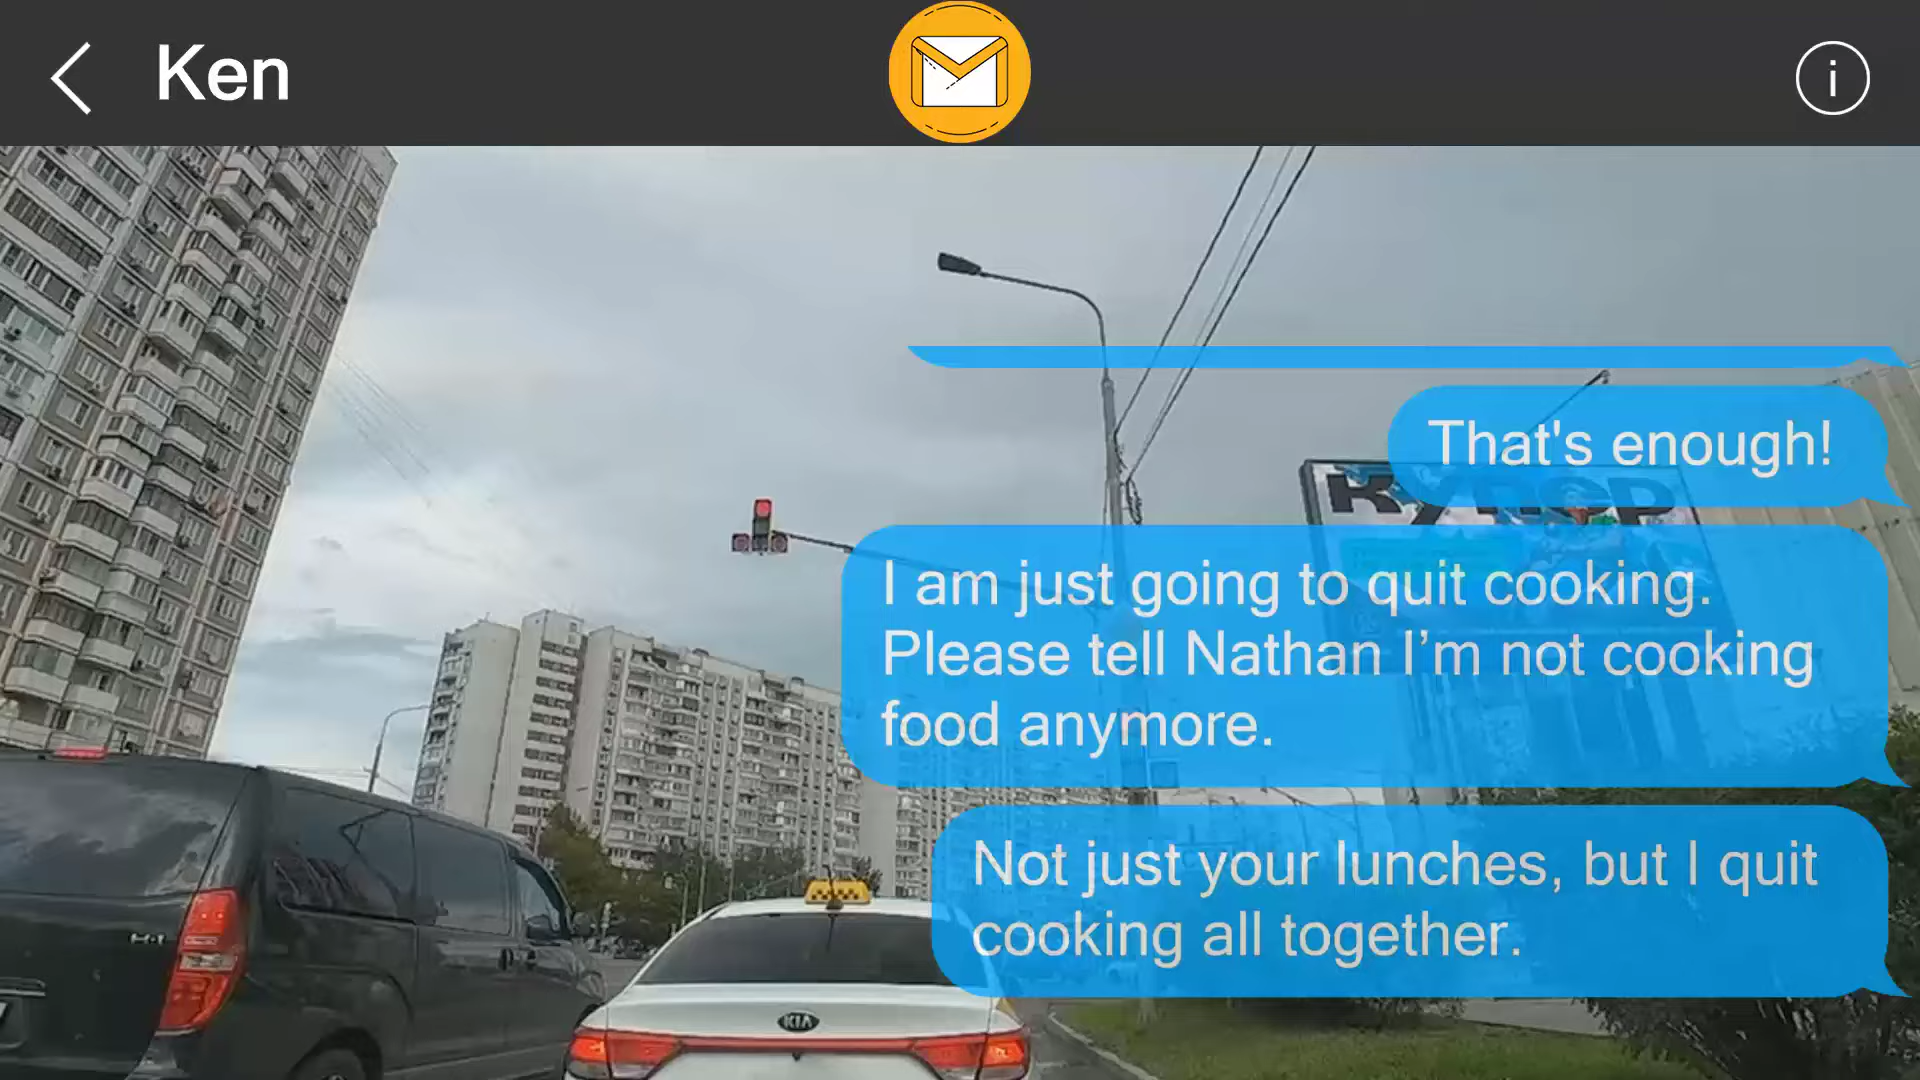 Ken
i
That's enough!
I am just going to quit cooking.
Please tell Nathan I’m not cooking
food anymore.
Not just your lunches, but I quit
cooking all together.
купер
KIA